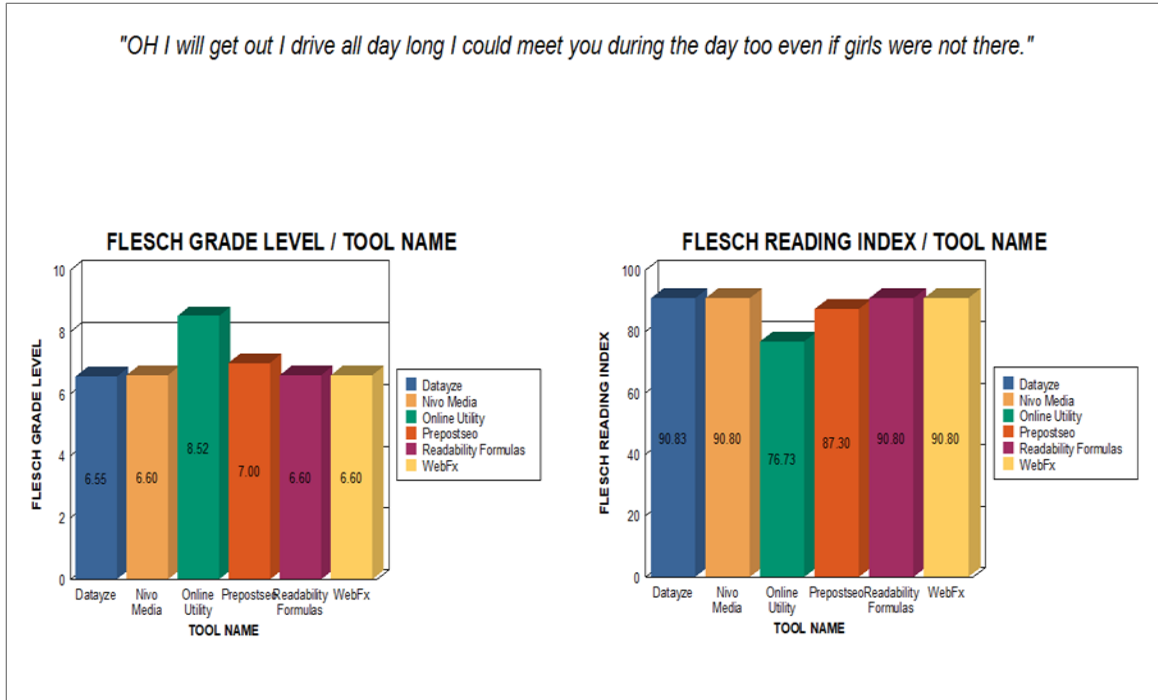 "OH I will get out I drive all day long I could meet you during the day too even if girls were not there."
FLESCH GRADE LEVEL / TOOL NAME
10
8
6
4
2
0
FLESCH GRADE LEVEL
6.55
6.60
8.52
7.00
6.60
6.60
Datayze
Nivo Media
Online Utility
Prepostseo
Readability Formulas
WebFx
TOOL NAME
Datayze
Nivo Media
Online Utility
Prepostseo
Readability Formulas
WebFx
FLESCH READING INDEX / TOOL NAME
100
80
60
40
20
0
FLESCH READING INDEX
90.83
90.80
76.73
87.30
90.80
90.80
Datayze
Nivo Media
Online Utility
Prepostseo
Readability Formulas
WebFx
TOOL NAME
Datayze
Nivo Media
Online Utility
Prepostseo
Readability Formulas
WebFx